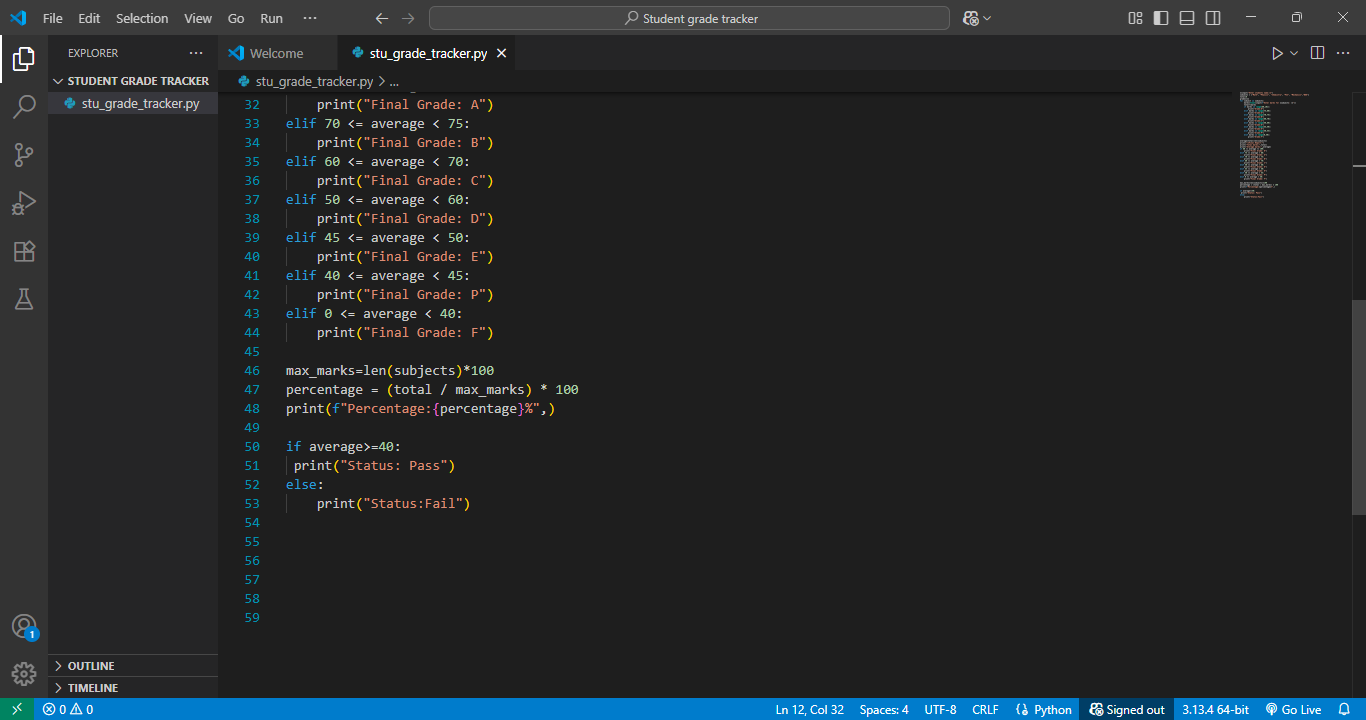 File Edit Selection View Go Run ··· Student grade tracker
EXPLORER ···
Welcome
stu_grade_tracker.py
STUDENT GRADE TRACKER
stu_grade_tracker.py > ...
stu_grade_tracker.py
32 print("Final Grade: A")
33 elif 70 <= average < 75:
34 print("Final Grade: B")
35 elif 60 <= average < 70:
36 print("Final Grade: C")
37 elif 50 <= average < 60:
38 print("Final Grade: D")
39 elif 45 <= average < 50:
40 print("Final Grade: E")
41 elif 40 <= average < 45:
42 print("Final Grade: P")
43 elif 0 <= average < 40:
44 print("Final Grade: F")
45
46 max_marks=len(subjects)*100
47 percentage = (total / max_marks) * 100
48 print(f"Percentage:{percentage}%",)
49
50 if average>=40:
51 print("Status: Pass")
52 else:
53 print("Status:Fail")
54
55
56
57
58
59
1
OUTLINE
TIMELINE
0 0 Ln 12, Col 32 Spaces: 4 UTF-8 CRLF Python Signed out 3.13.4 64-bit Go Live